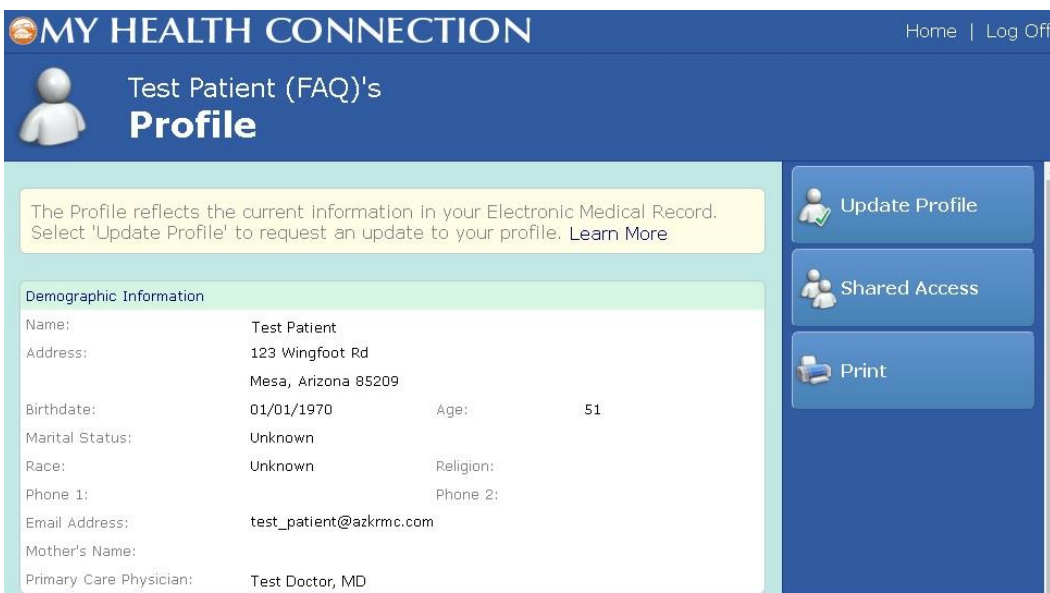 MY HEALTH CONNECTION
Home | Log Off
Test Patient (FAQ)'s
Profile
The Profile reflects the current information in your Electronic Medical Record.
Select 'Update Profile' to request an update to your profile. Learn More
Update Profile
Shared Access
Print
Demographic Information
Name: Test Patient
Address: 123 Wingfoot Rd
Mesa, Arizona 85209
Birthdate: 01/01/1970 Age: 51
Marital Status: Unknown
Race: Unknown Religion:
Phone 1: Phone 2:
Email Address: test_patient@azkrmc.com
Mother's Name:
Primary Care Physician: Test Doctor, MD